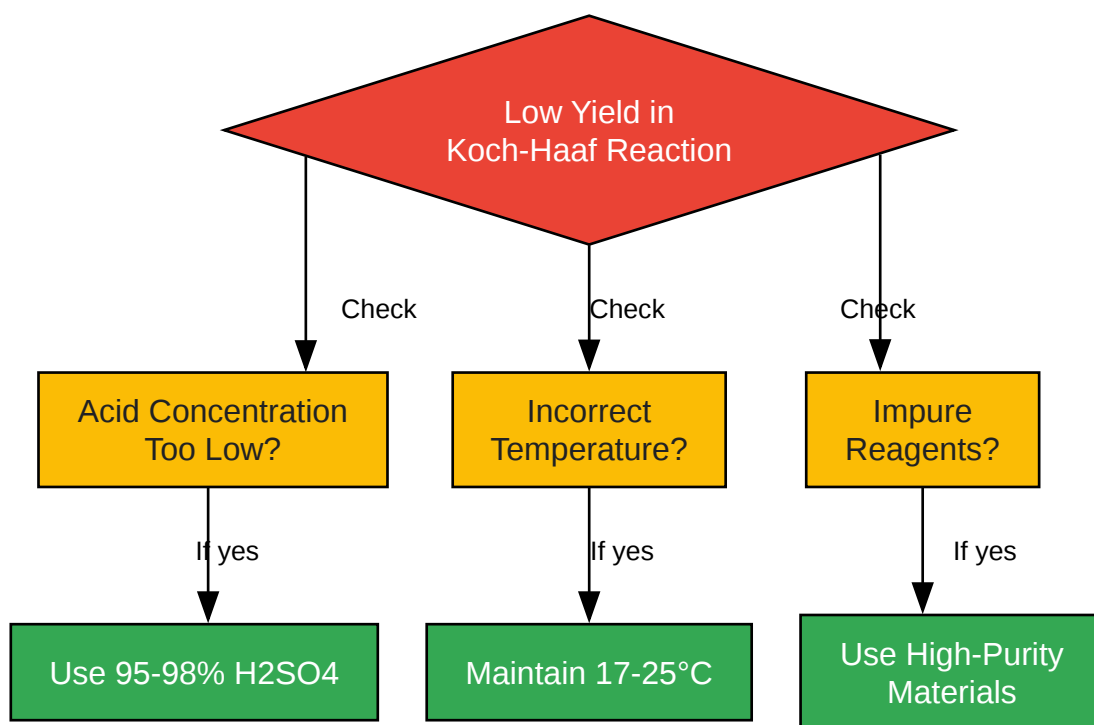 Low Yield in
Koch-Haaf Reaction
Check
Check
Check
Acid Concentration
Too Low?
Incorrect
Temperature?
Impure
Reagents?
If yes
If yes
If yes
Use 95-98% H2SO4
Maintain 17-25°C
Use High-Purity
Materials